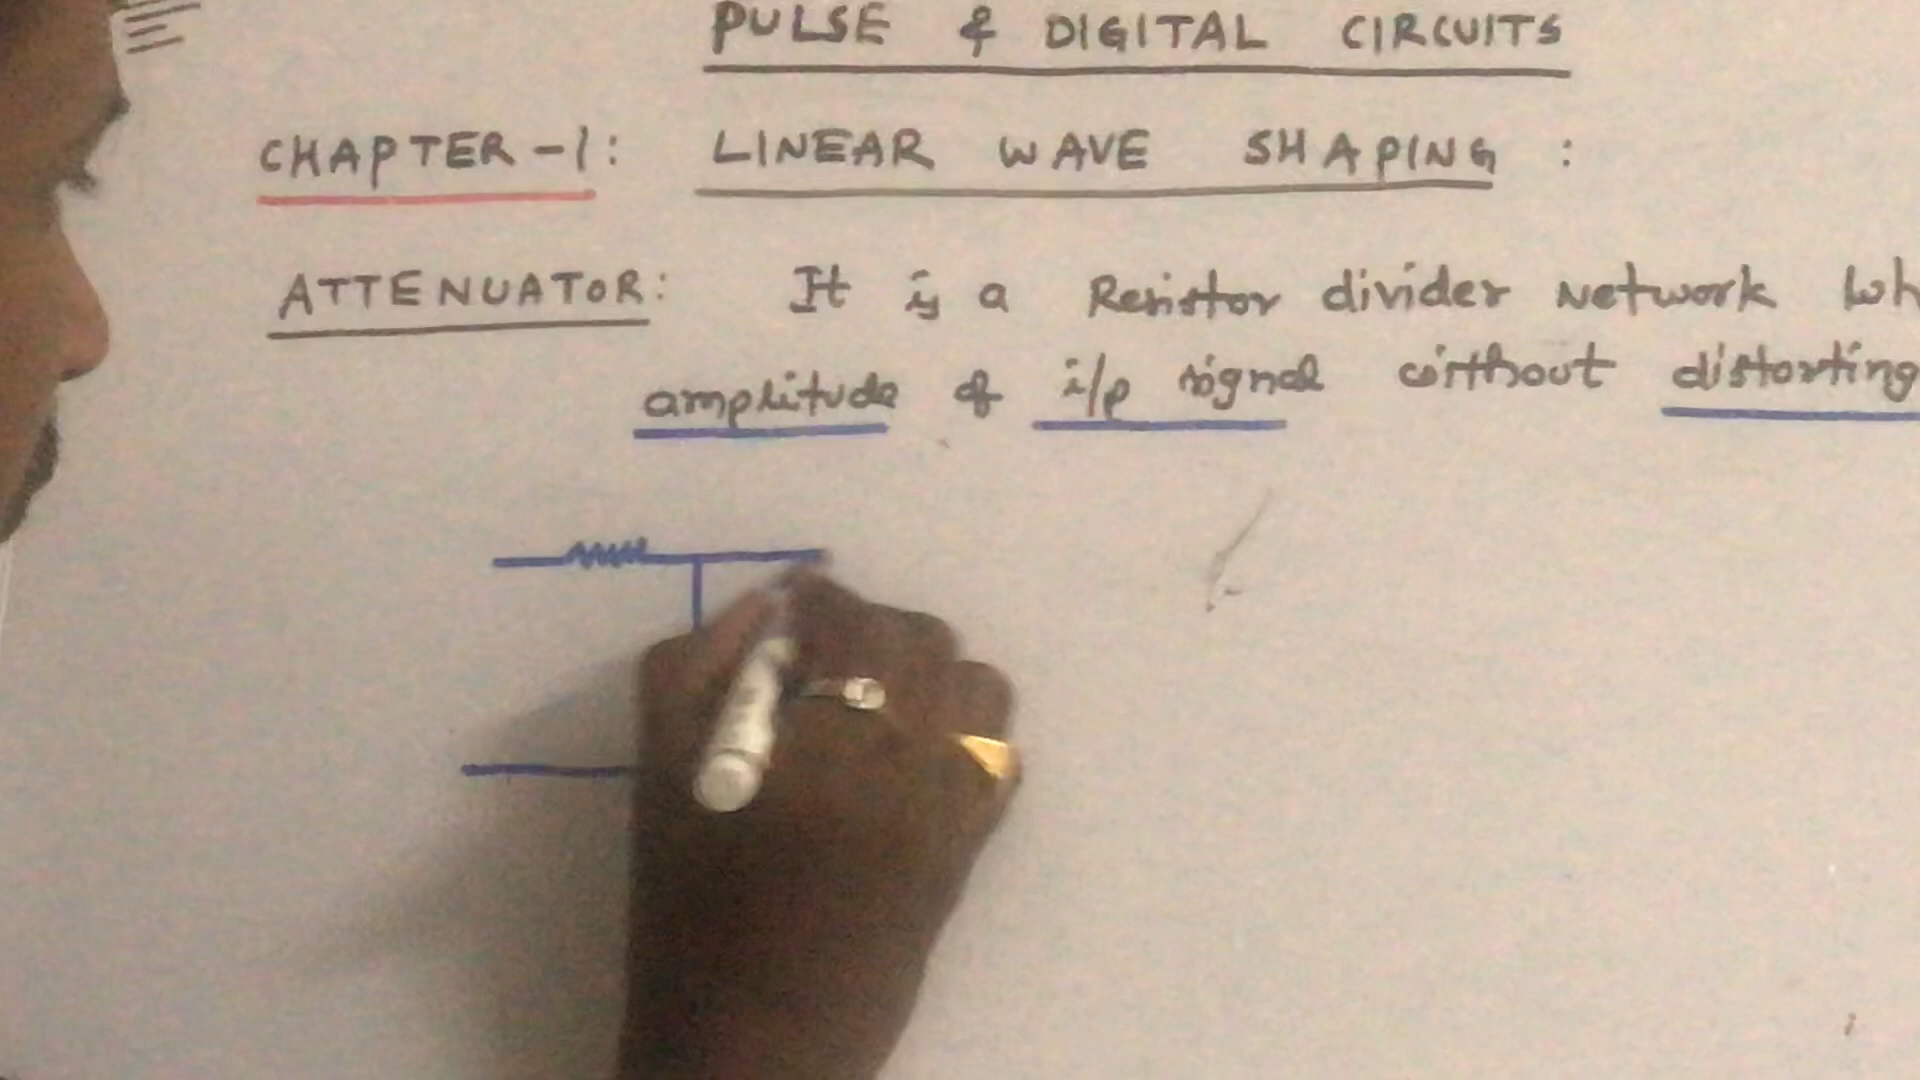 PULSE & DIGITAL CIRCUITS
CHAPTER-1: LINEAR WAVE SHAPING :
ATTENUATOR: It is a Resistor divider Network wh
amplitude of i/p signal without distorting